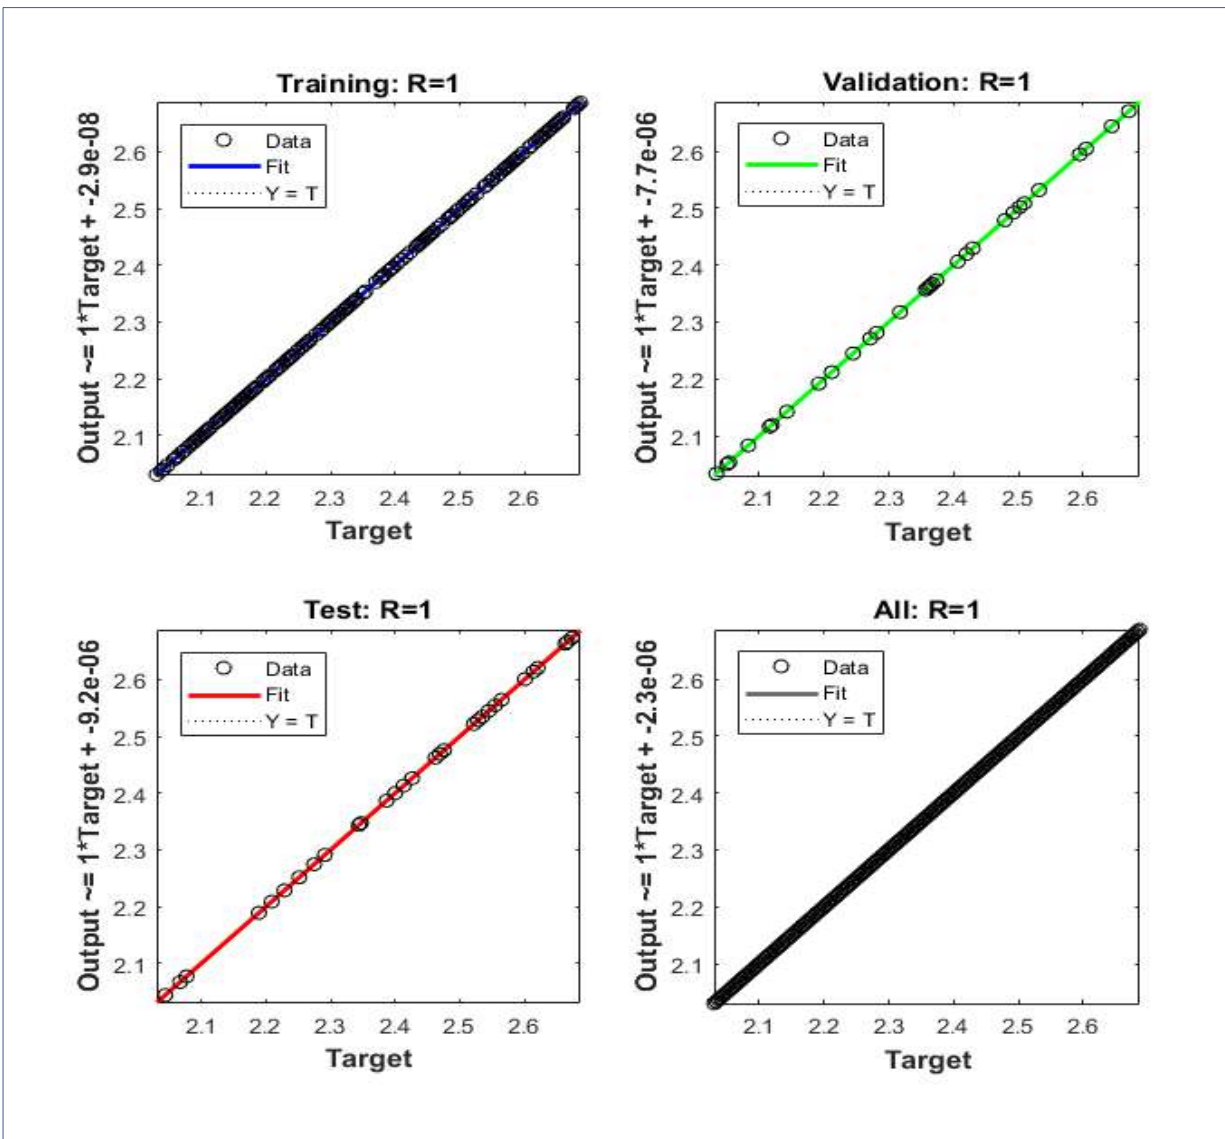 Training: R=1
Output ~= 1*Target + -2.9e-08
Data
Fit
Y = T
2.6
2.5
2.4
2.3
2.2
2.1
2.1 2.2 2.3 2.4 2.5 2.6
Target
Validation: R=1
Output ~= 1*Target + -7.7e-06
Data
Fit
Y = T
2.6
2.5
2.4
2.3
2.2
2.1
2.1 2.2 2.3 2.4 2.5 2.6
Target
Test: R=1
Output ~= 1*Target + -9.2e-06
Data
Fit
Y = T
2.6
2.5
2.4
2.3
2.2
2.1
2.1 2.2 2.3 2.4 2.5 2.6
Target
All: R=1
Output ~= 1*Target + -2.3e-06
Data
Fit
Y = T
2.6
2.5
2.4
2.3
2.2
2.1
2.1 2.2 2.3 2.4 2.5 2.6
Target